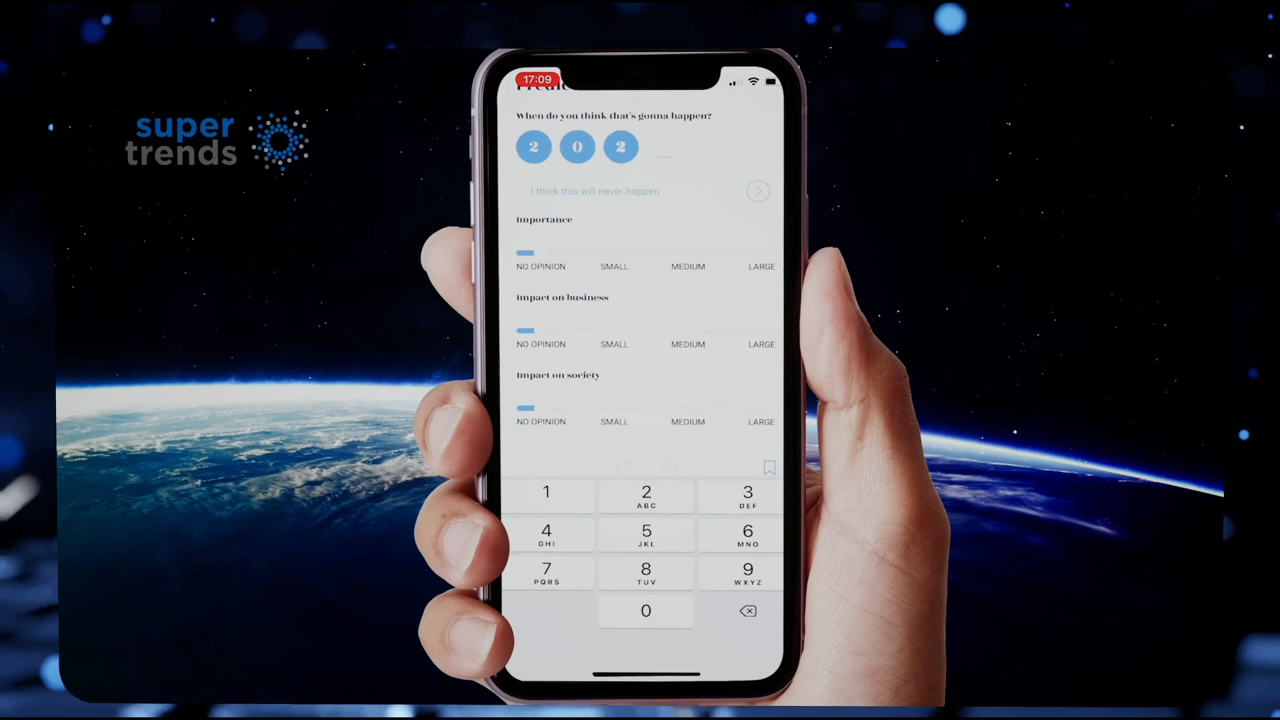 super
trends
17:09
When do you think that's gonna happen?
2 0 2
I think this will never happen
Importance
NO OPINION SMALL MEDIUM LARGE
Impact on business
NO OPINION SMALL MEDIUM LARGE
Impact on society
NO OPINION SMALL MEDIUM LARGE
1 2 3
ABC DEF
4 5 6
GHI JKL MNO
7 8 9
PQRS TUV WXYZ
0